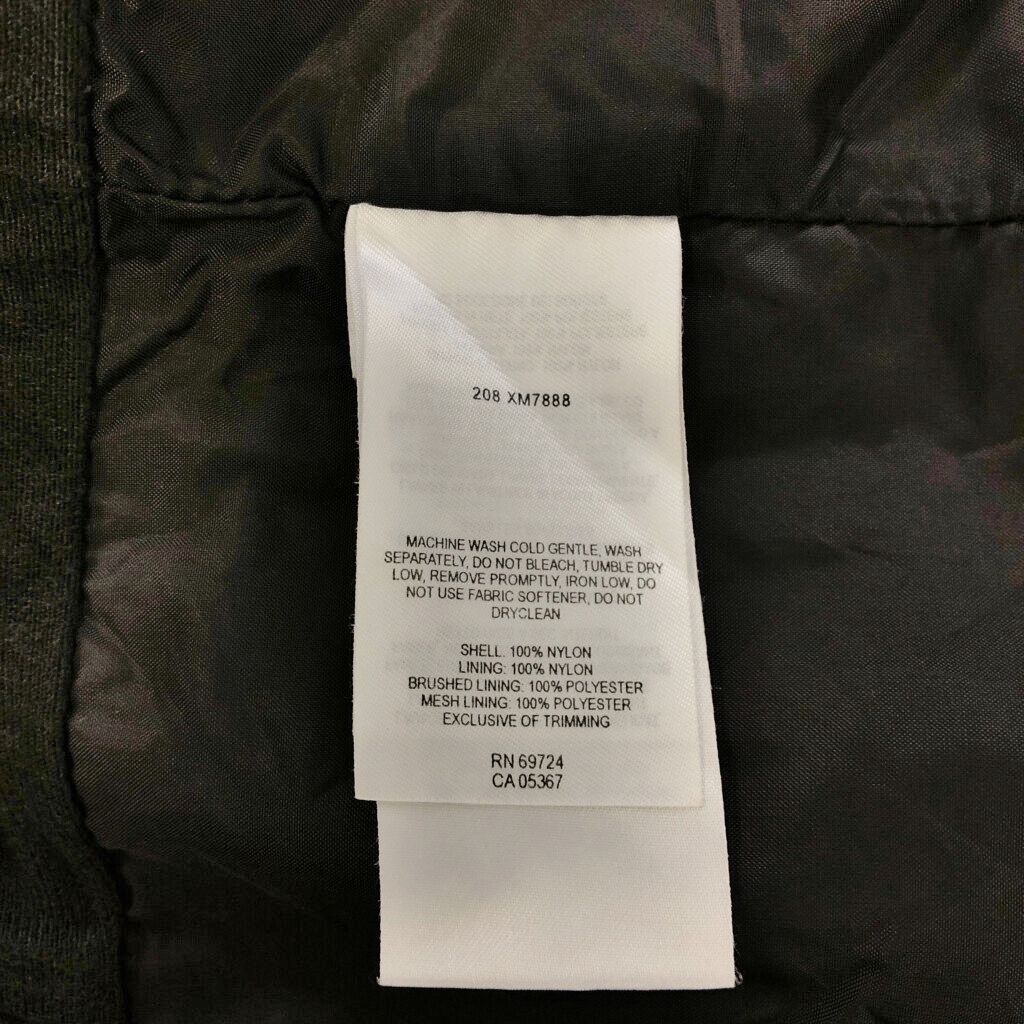 208 XM7888
MACHINE WASH COLD GENTLE, WASH
SEPARATELY, DO NOT BLEACH, TUMBLE DRY
LOW, REMOVE PROMPTLY, IRON LOW, DO
NOT USE FABRIC SOFTENER, DO NOT
DRYCLEAN
SHELL: 100% NYLON
LINING: 100% NYLON
BRUSHED LINING: 100% POLYESTER
MESH LINING: 100% POLYESTER
EXCLUSIVE OF TRIMMING
RN 69724
CA 05367